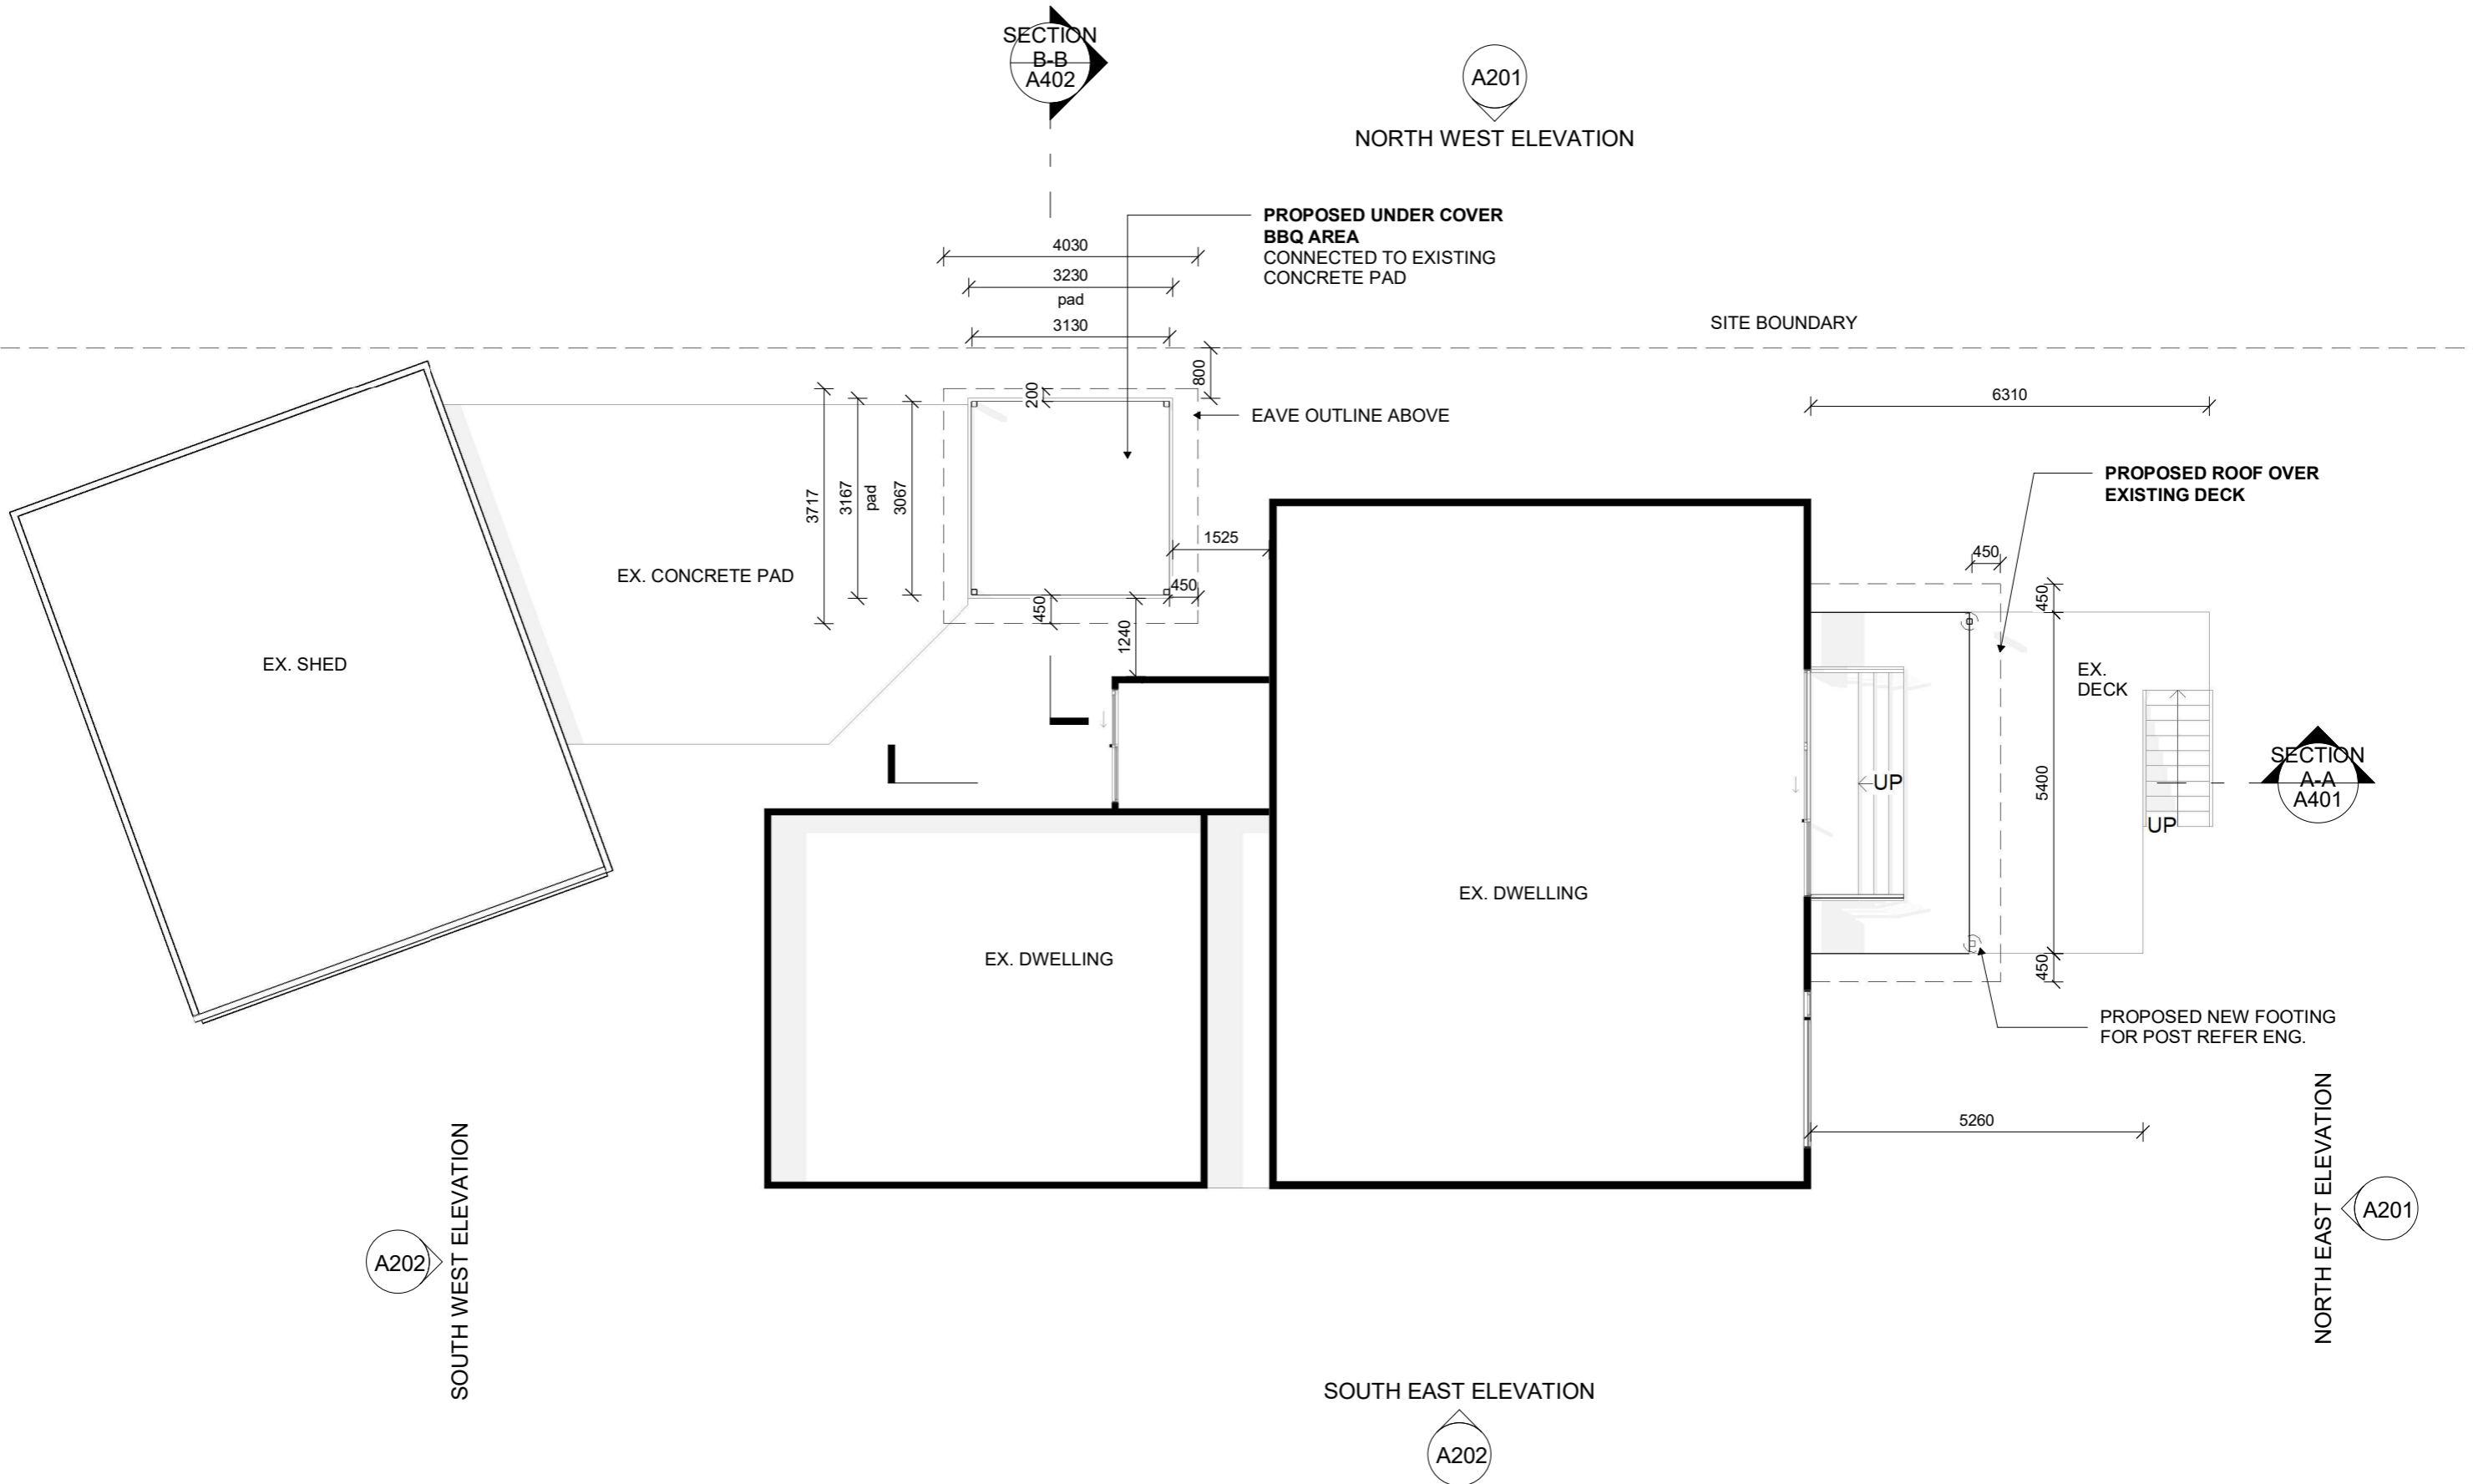 SECTION
B-B
A402
A201
NORTH WEST ELEVATION
PROPOSED UNDER COVER
BBQ AREA
CONNECTED TO EXISTING
CONCRETE PAD
4030
3230
pad
3130
SITE BOUNDARY
800
200
6310
EAVE OUTLINE ABOVE
PROPOSED ROOF OVER
EXISTING DECK
3717
3167
pad
3067
1525
450
EX. CONCRETE PAD
450
450
1240
450
EX. SHED
EX.
DECK
UP
5400
UP
SECTION
A-A
A401
EX. DWELLING
EX. DWELLING
450
PROPOSED NEW FOOTING
FOR POST REFER ENG.
5260
SOUTH WEST ELEVATION
A202
NORTH EAST ELEVATION
A201
SOUTH EAST ELEVATION
A202